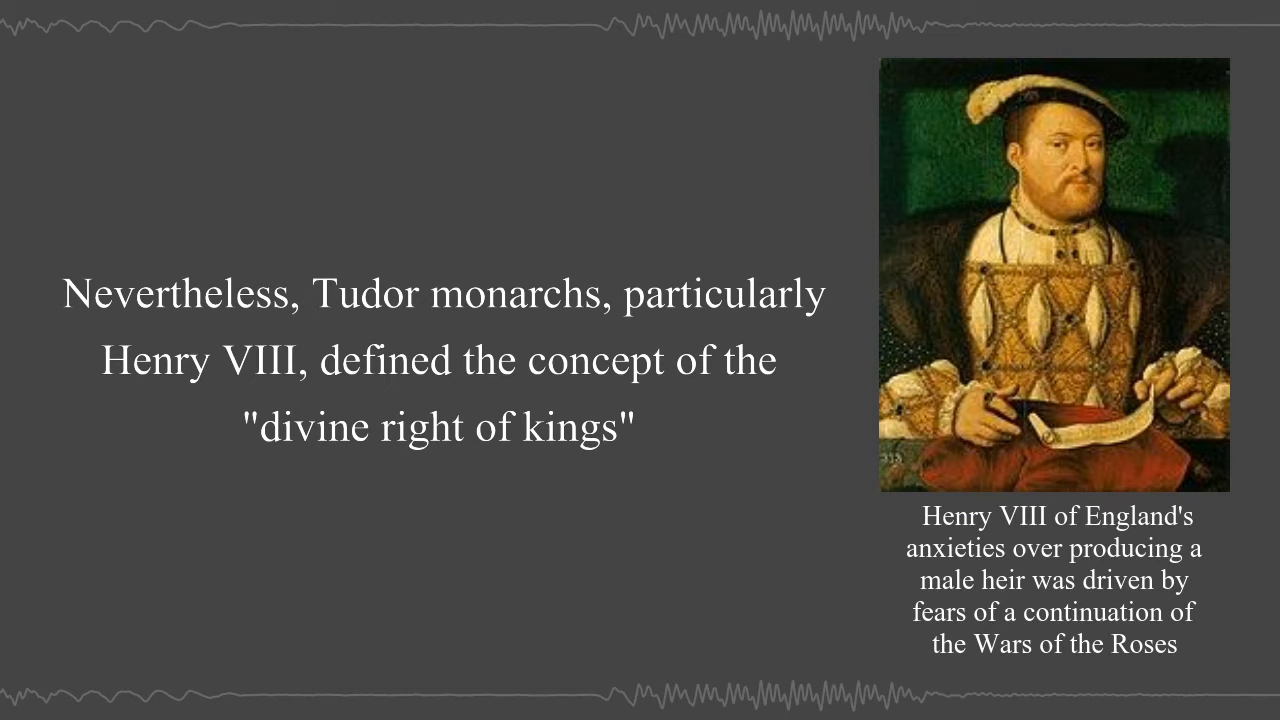 Nevertheless, Tudor monarchs, particularly
Henry VIII, defined the concept of the
"divine right of kings"
313
Henry VIII of England's
anxieties over producing a
male heir was driven by
fears of a continuation of
the Wars of the Roses